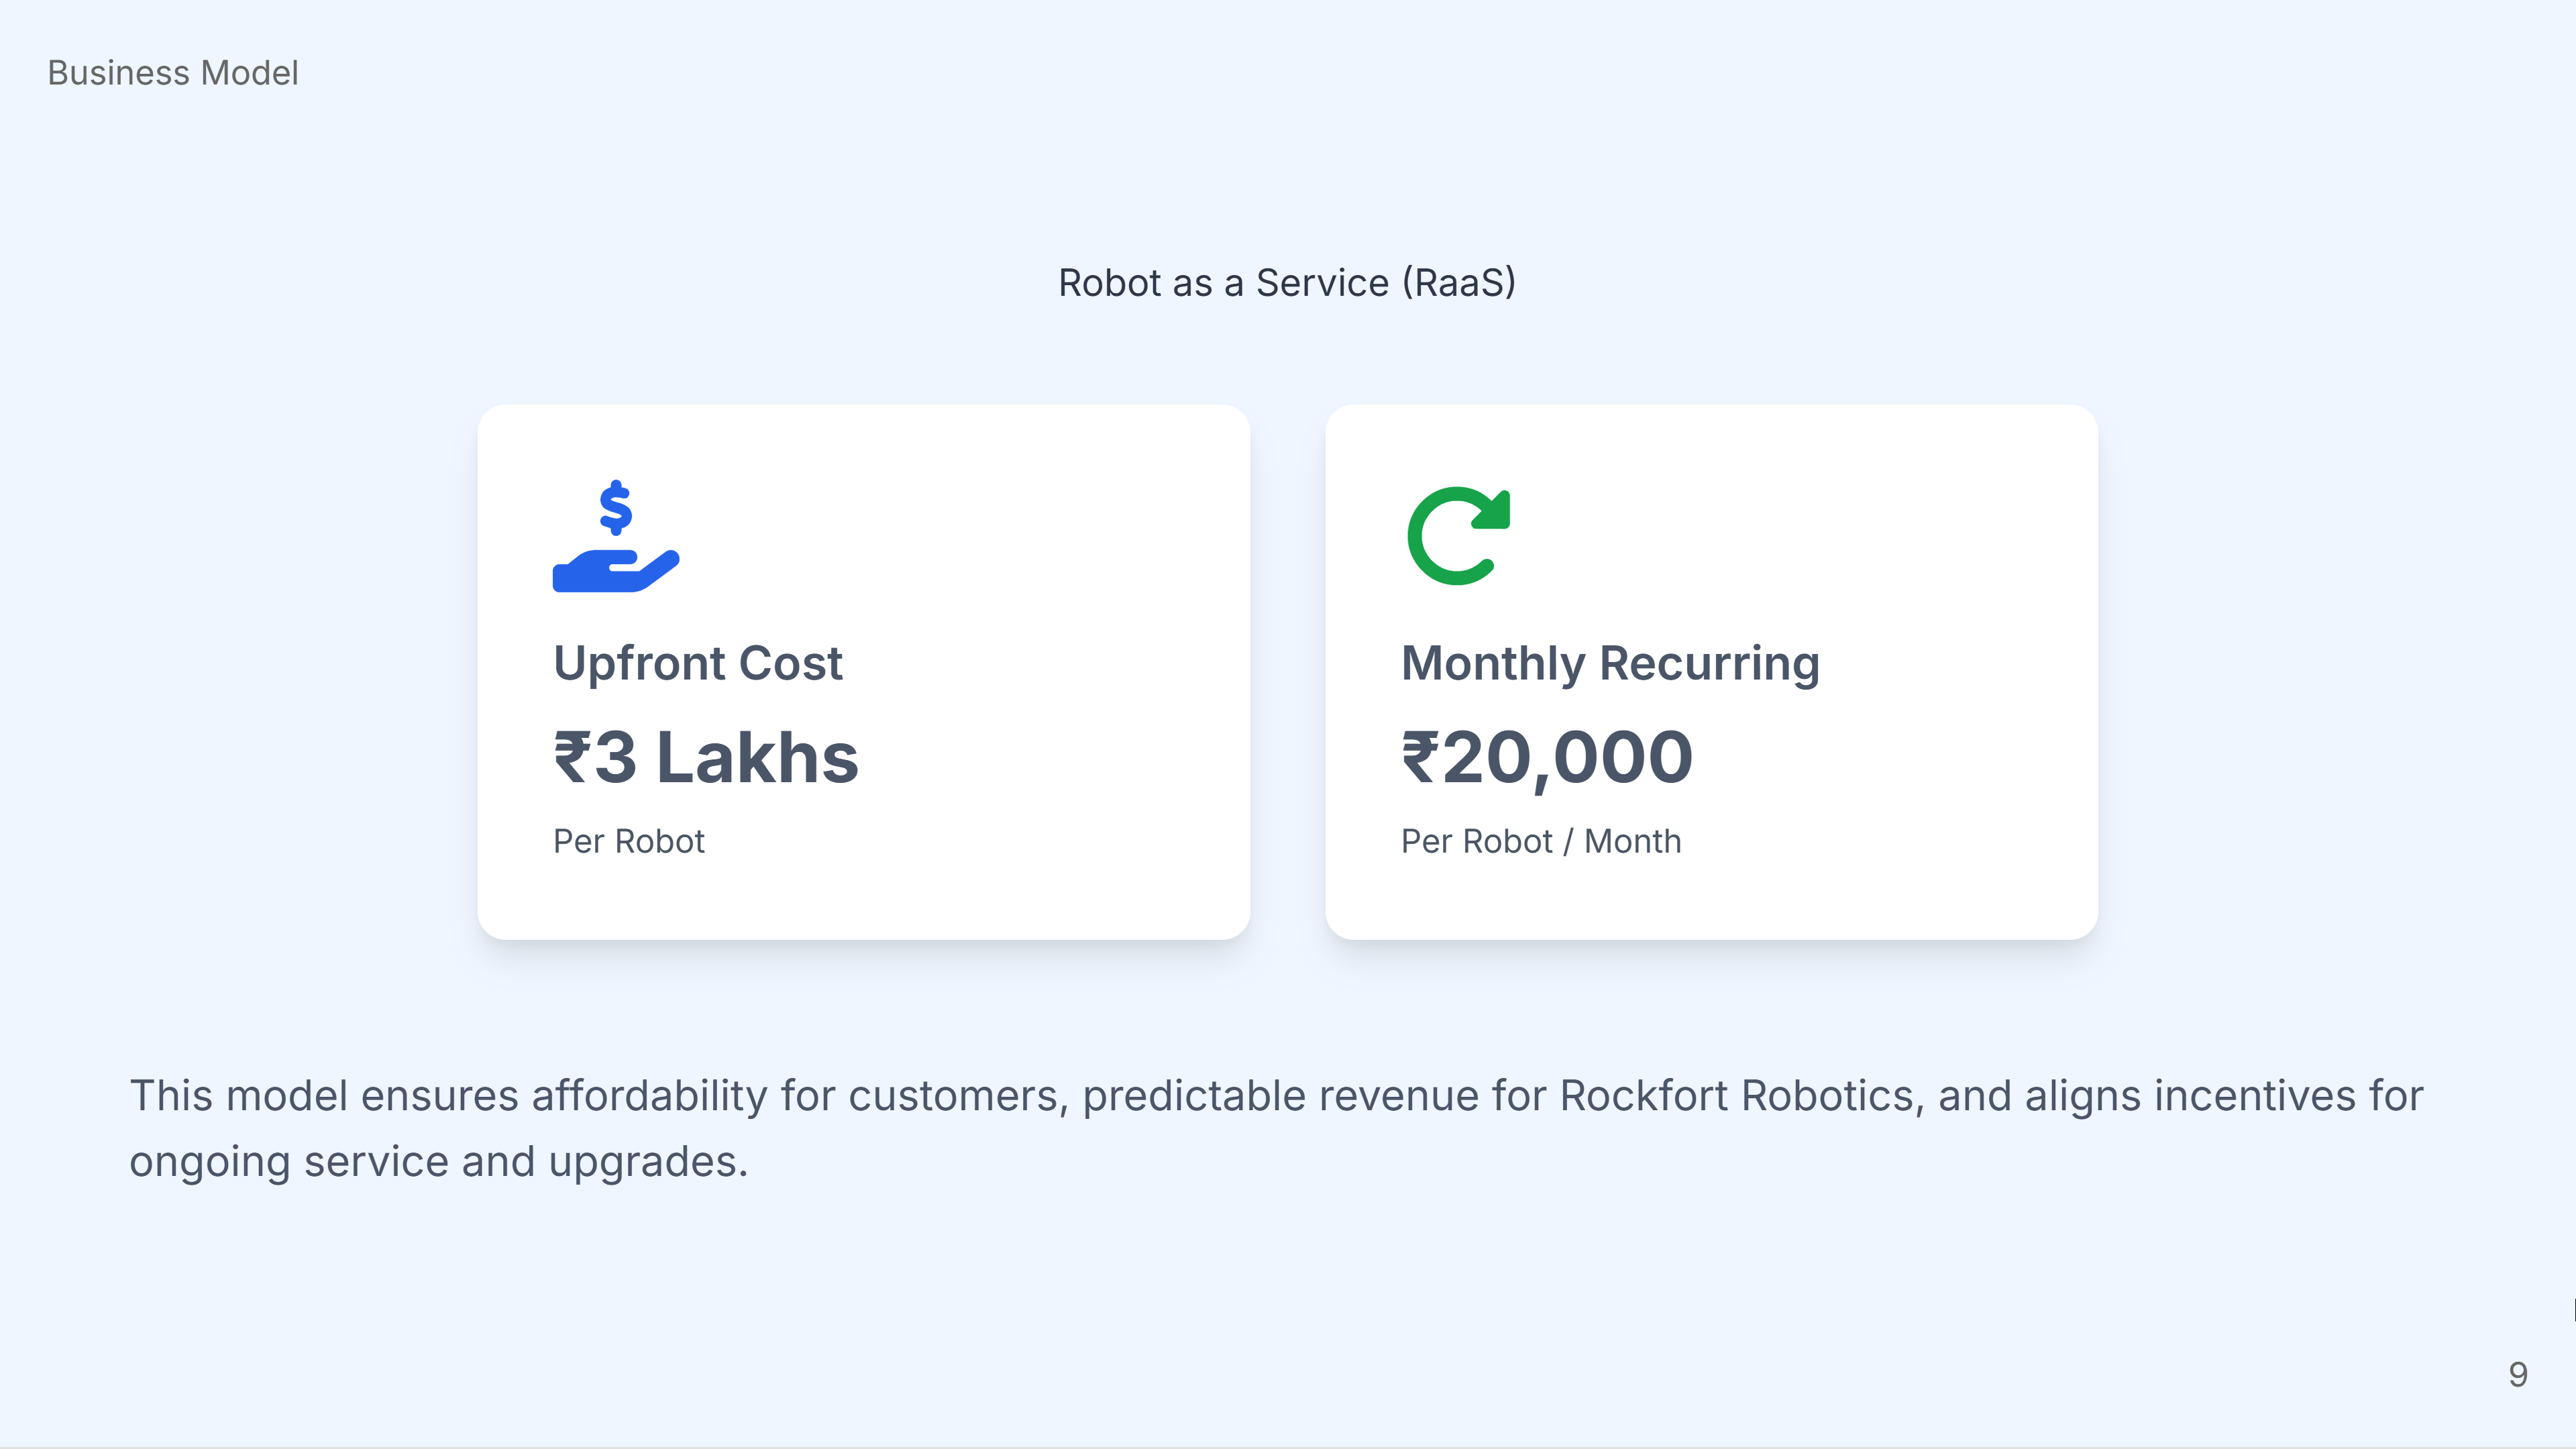 Business Model
Robot as a Service (RaaS)
Upfront Cost
₹3 Lakhs
Per Robot
Monthly Recurring
₹20,000
Per Robot / Month
This model ensures affordability for customers, predictable revenue for Rockfort Robotics, and aligns incentives for
ongoing service and upgrades.
9